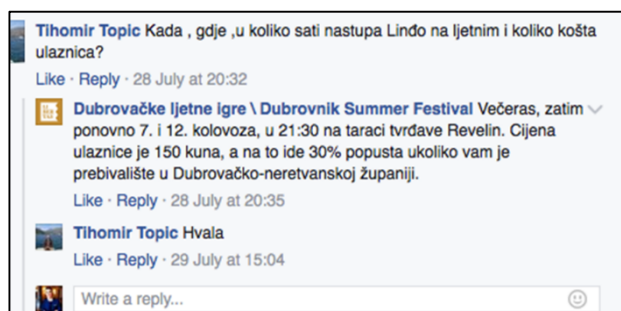 Tihomir Topic Kada , gdje ,u koliko sati nastupa Linđo na ljetnim i koliko košta
ulaznica?
Like · Reply · 28 July at 20:32
Dubrovačke ljetne igre \ Dubrovnik Summer Festival Večeras, zatim
ponovno 7. i 12. kolovoza, u 21:30 na taraci tvrđave Revelin. Cijena
ulaznice je 150 kuna, a na to ide 30% popusta ukoliko vam je
prebivalište u Dubrovačko-neretvanskoj županiji.
Like · Reply · 28 July at 20:35
Tihomir Topic Hvala
Like · Reply · 29 July at 15:04
Write a reply...